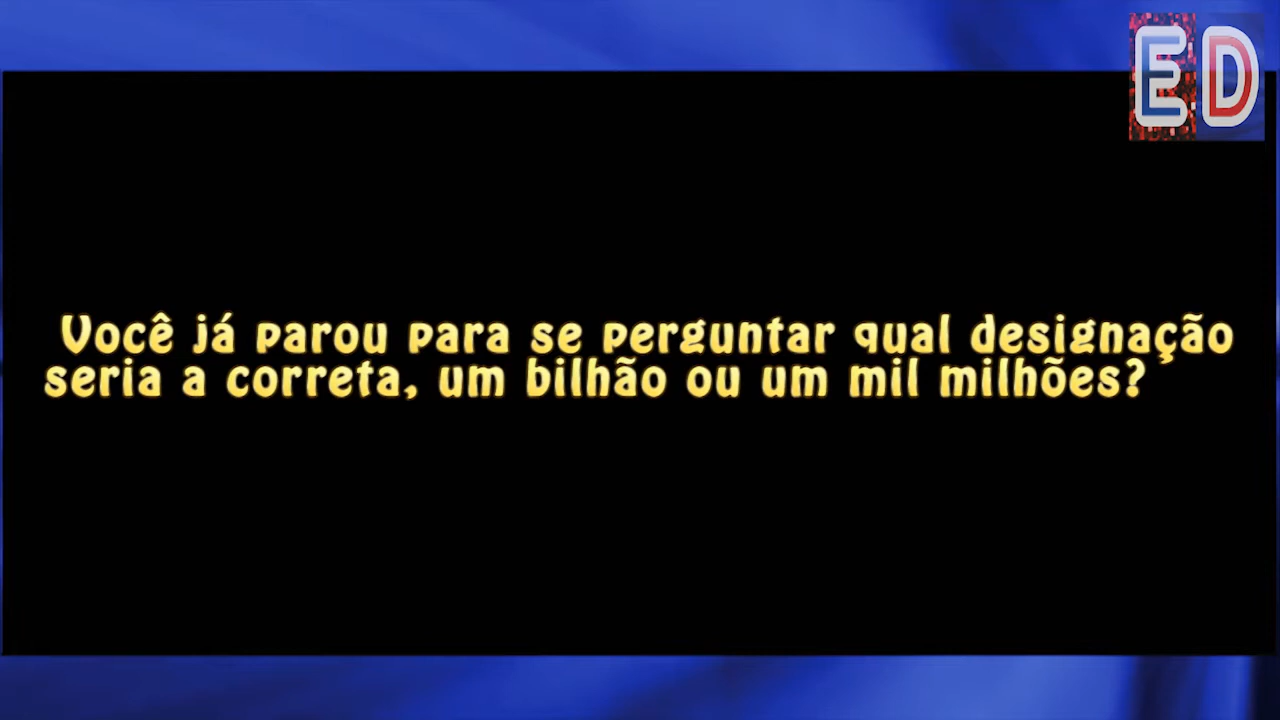 ED
Você já parou para se perguntar qual designação
seria a correta, um bilhão ou um mil milhões?